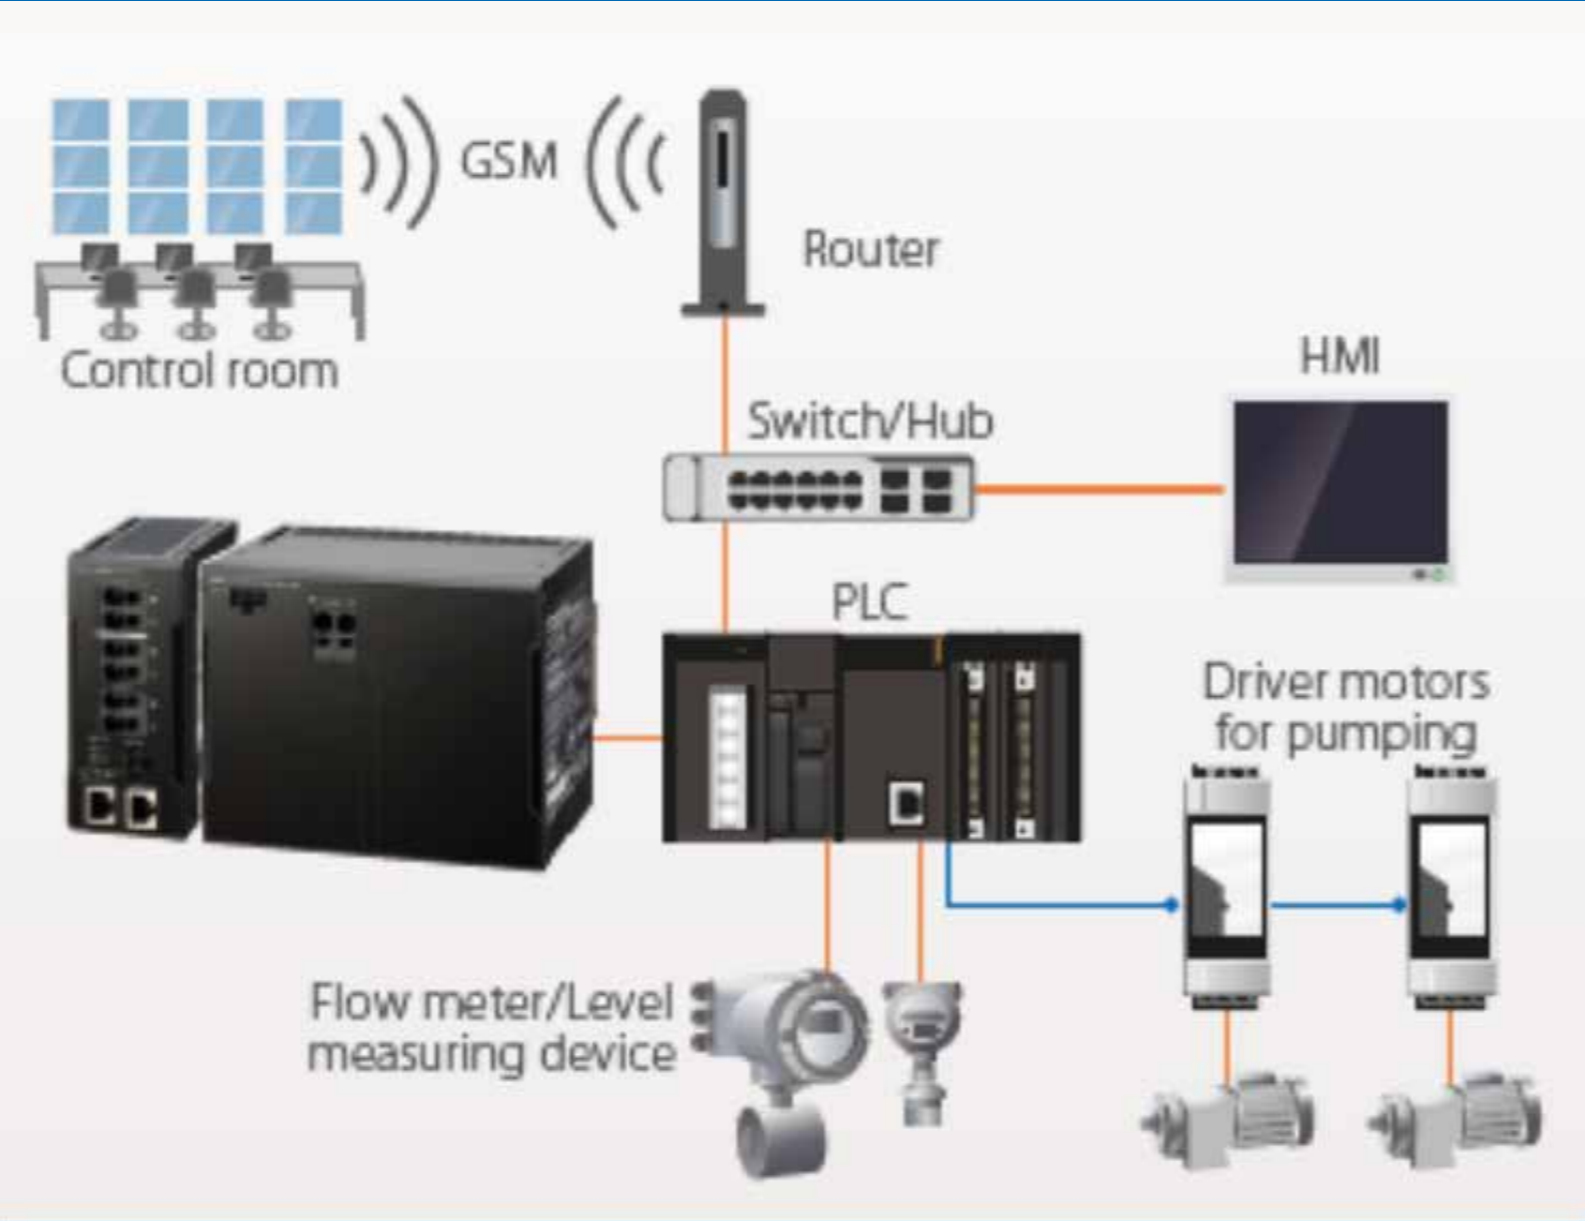 GSM
Router
Control room
HMI
Switch/Hub
PLC
Driver motors
for pumping
Flow meter/Level
measuring device